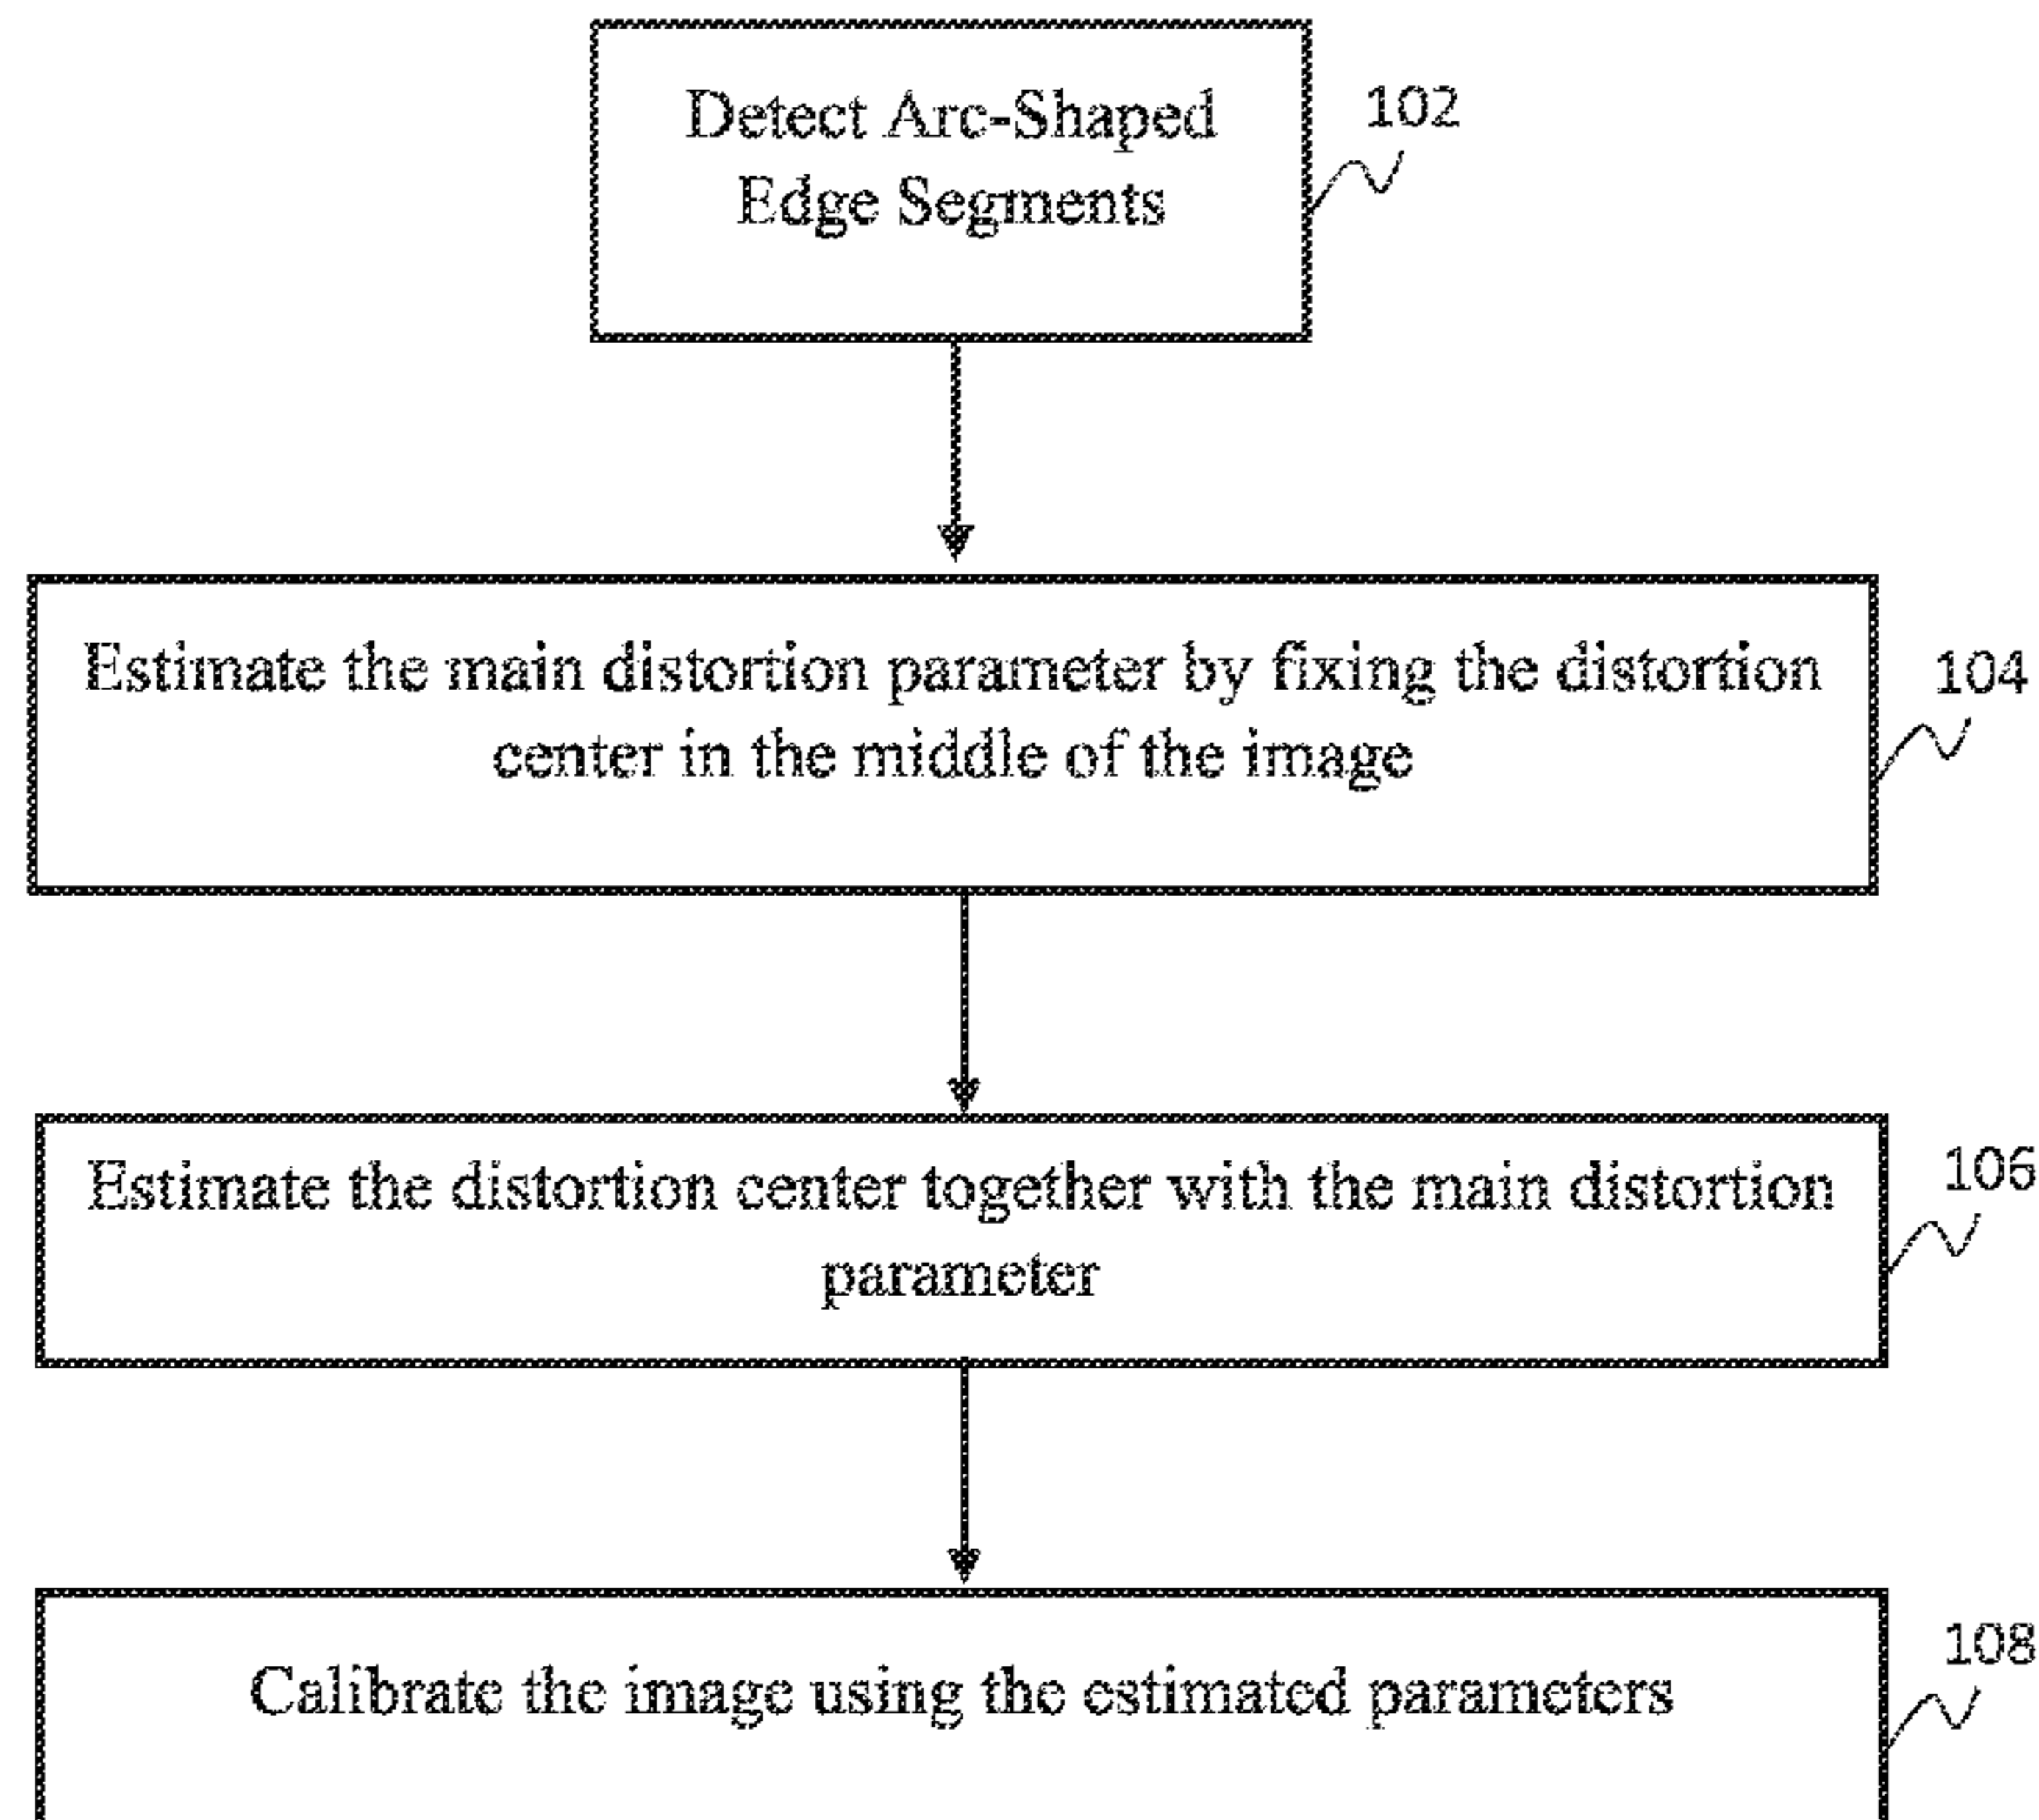 Detect Arc-Shaped
Edge Segments
102
Estimate the main distortion parameter by fixing the distortion
center in the middle of the image
104
Estimate the distortion center together with the main distortion
parameter
106
Calibrate the image using the estimated parameters
108